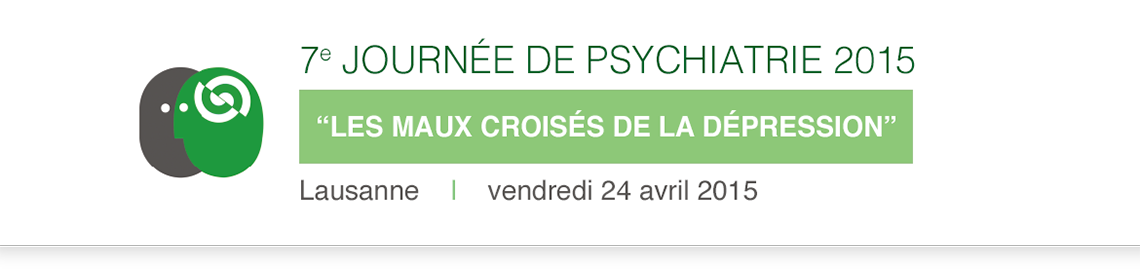 7e JOURNÉE DE PSYCHIATRIE 2015
“LES MAUX CROISÉS DE LA DÉPRESSION”
Lausanne | vendredi 24 avril 2015